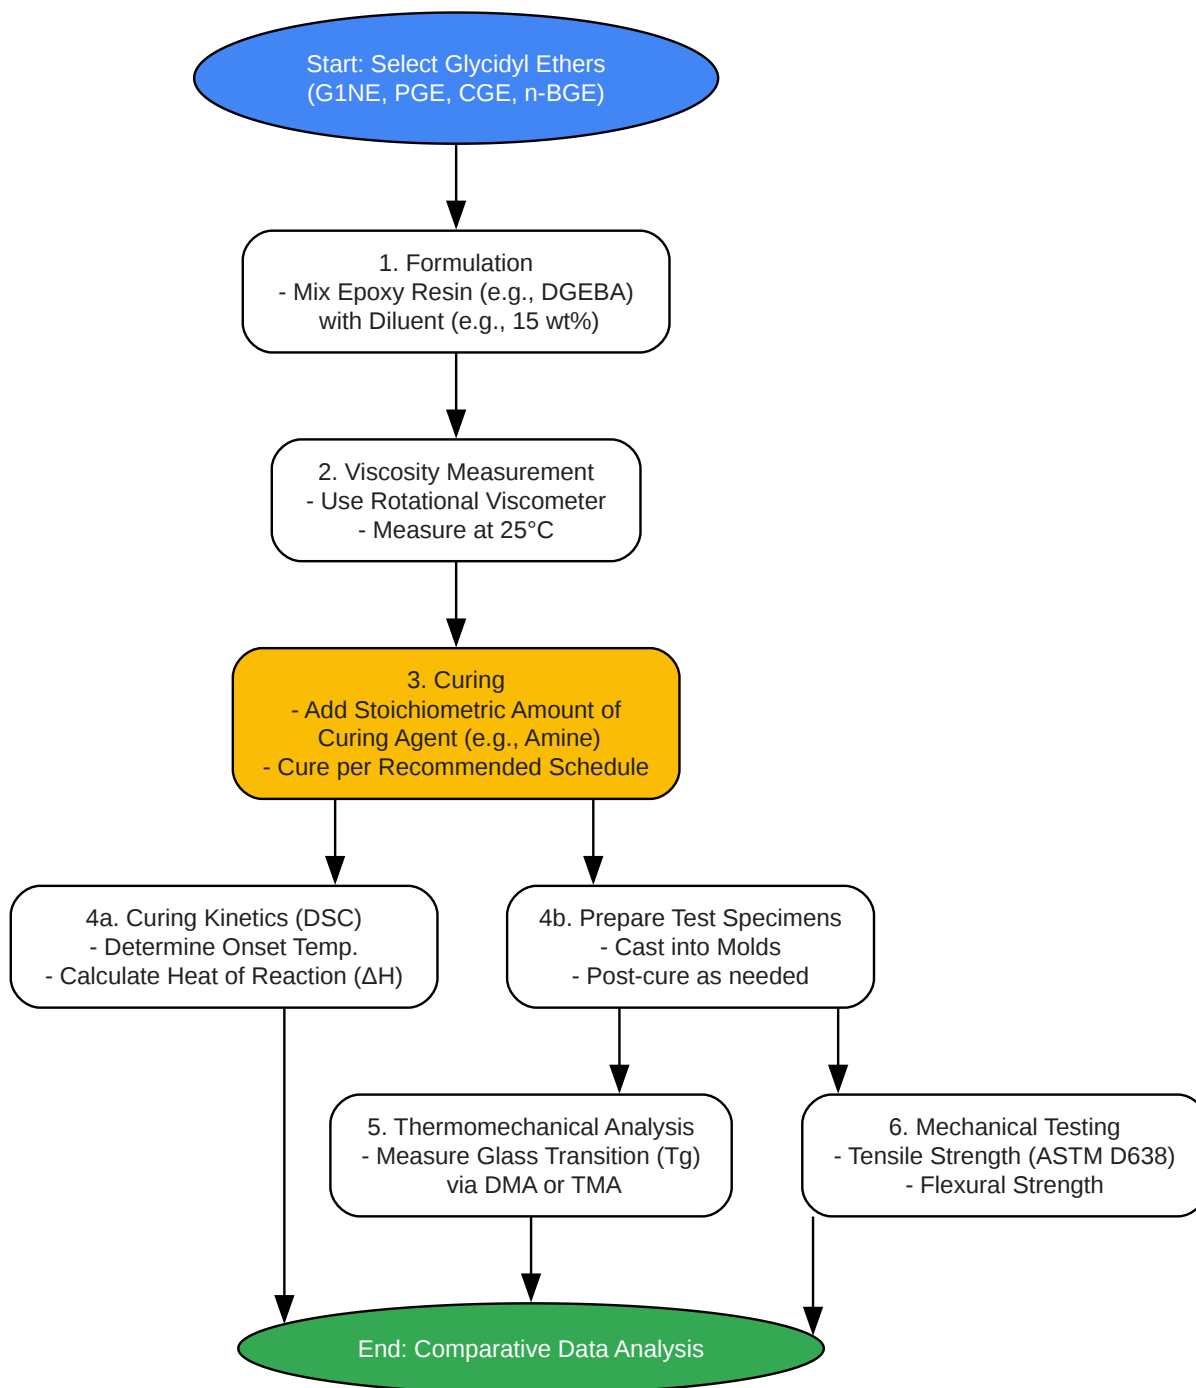 Start: Select Glycidyl Ethers
(G1NE, PGE, CGE, n-BGE)
1. Formulation
- Mix Epoxy Resin (e.g., DGEBA)
with Diluent (e.g., 15 wt%)
2. Viscosity Measurement
- Use Rotational Viscometer
- Measure at 25°C
3. Curing
- Add Stoichiometric Amount of
Curing Agent (e.g., Amine)
- Cure per Recommended Schedule
4a. Curing Kinetics (DSC)
- Determine Onset Temp.
- Calculate Heat of Reaction (ΔH)
4b. Prepare Test Specimens
- Cast into Molds
- Post-cure as needed
5. Thermomechanical Analysis
- Measure Glass Transition (Tg)
via DMA or TMA
6. Mechanical Testing
- Tensile Strength (ASTM D638)
- Flexural Strength
End: Comparative Data Analysis